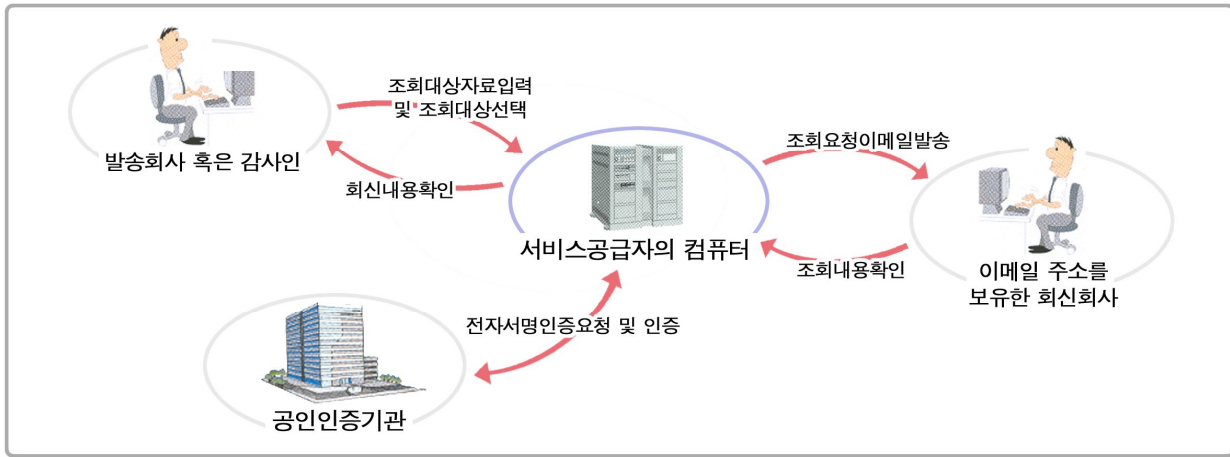 조회대상자료입력
및 조회대상선택
발송회사 혹은 감사인
회신내용확인
조회요청이메일발송
서비스공급자의 컴퓨터
조회내용확인
이메일 주소를
보유한 회신회사
전자서명인증요청 및 인증
공인인증기관